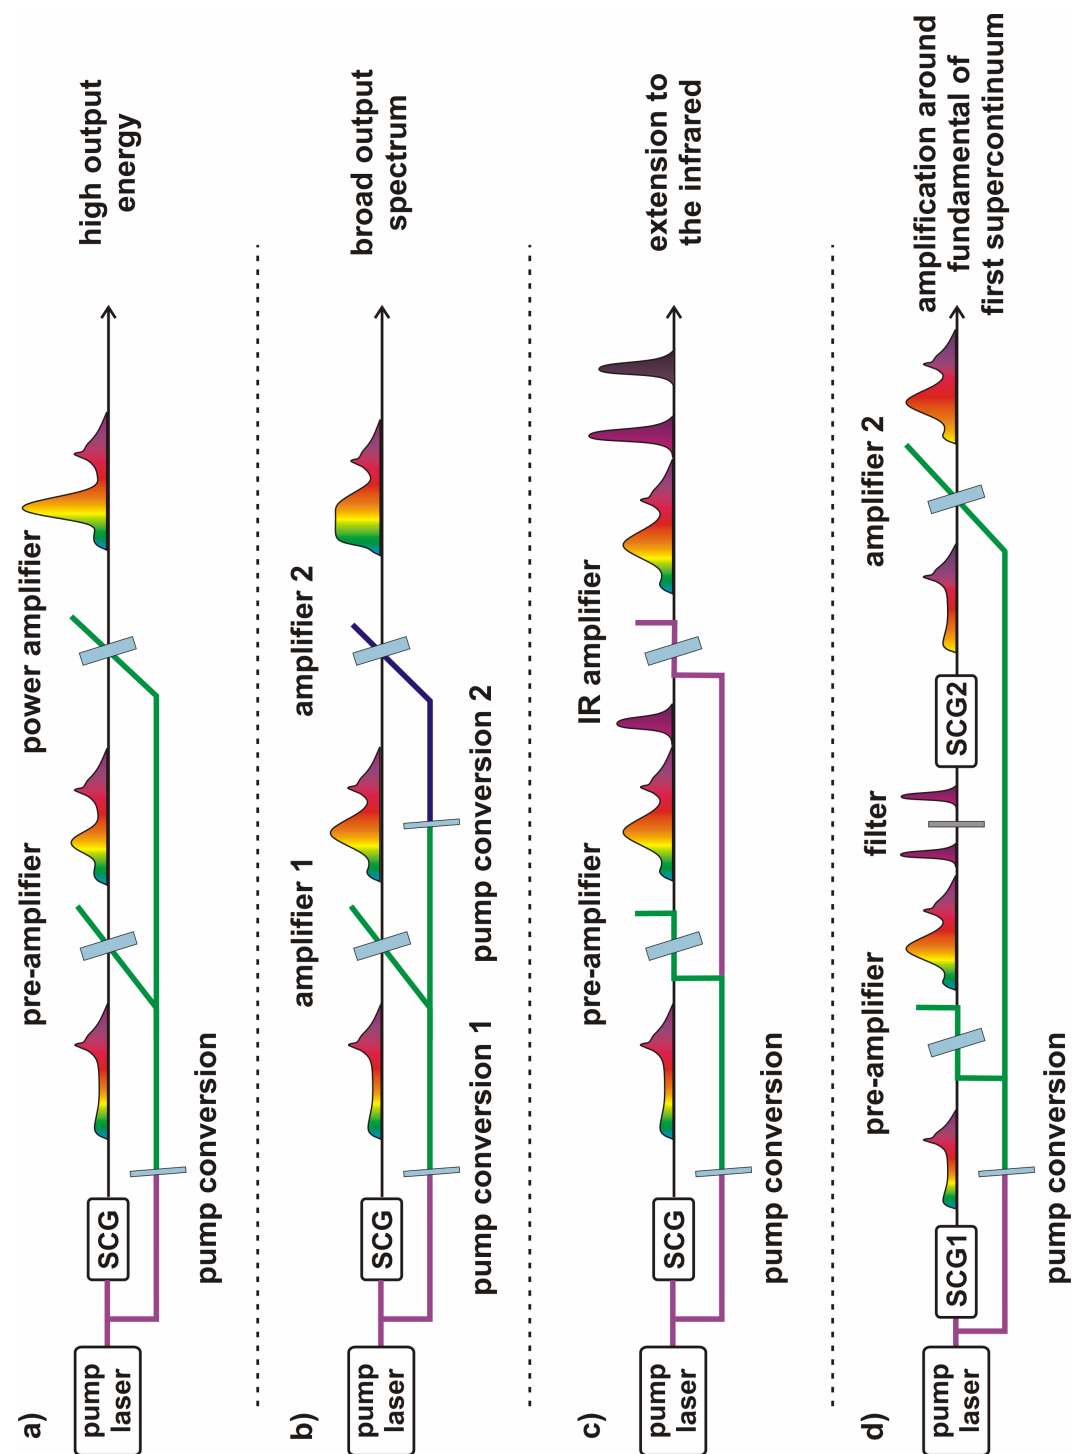 a)
pump
laser
SCG
pump conversion
pre-amplifier
power amplifier
high output
energy
b)
pump
laser
SCG
pump conversion 1
amplifier 1
pump conversion 2
amplifier 2
broad output
spectrum
c)
pump
laser
SCG
pump conversion
pre-amplifier
IR amplifier
extension to
the infrared
d)
pump
laser
SCG1
pump conversion
pre-amplifier
filter
SCG2
amplifier 2
amplification around
fundamental of
first supercontinuum